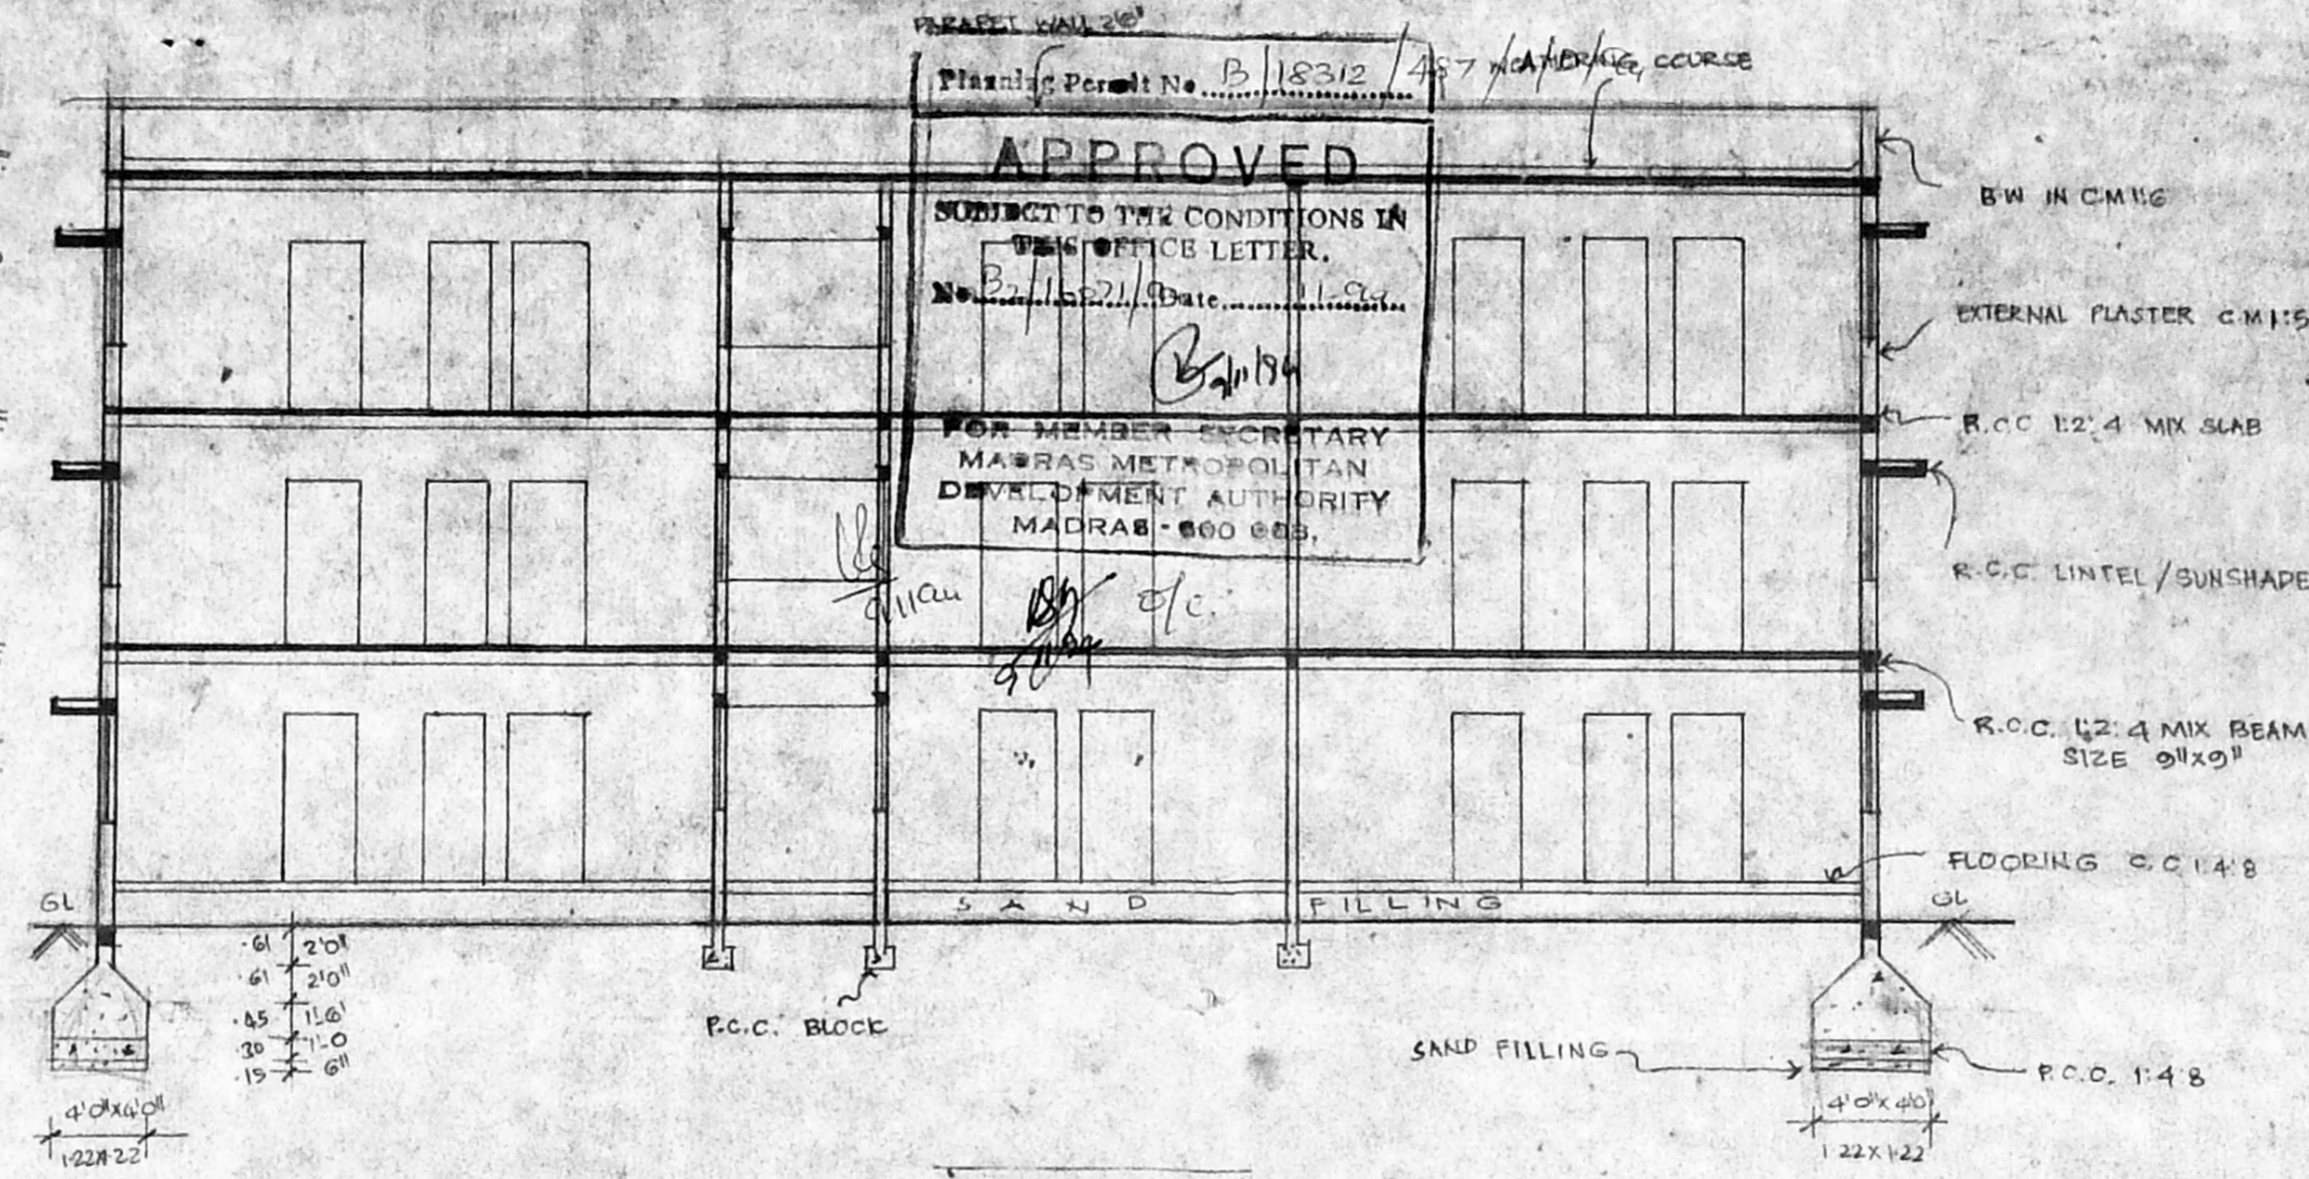 PARAPET WALL 2'6"
Planning Permit No. B/18312/487
WEATHERING COURSE
APPROVED
SUBJECT TO THE CONDITIONS IN
THIS OFFICE LETTER.
No. Date
FOR MEMBER SECRETARY
MADRAS METROPOLITAN
DEVELOPMENT AUTHORITY
MADRAS - 600 008.
o/c.
B.W IN C.M 1:6
EXTERNAL PLASTER C.M 1:5
R.C.C 1:2:4 MIX SLAB
R.C.C. LINTEL / SUNSHADE
R.C.C. 1:2:4 MIX BEAM
SIZE 9"x9"
FLOORING C.C 1:4:8
GL
GL
SAND FILLING
.61 2'0"
.61 2'0"
.45 1'6"
.30 1'-0
.15 6"
P.C.C. BLOCK
SAND FILLING
P.C.C. 1:4:8
4'0"x4'0"
1.22x1.22
4'0"x4'0
1.22x1.22